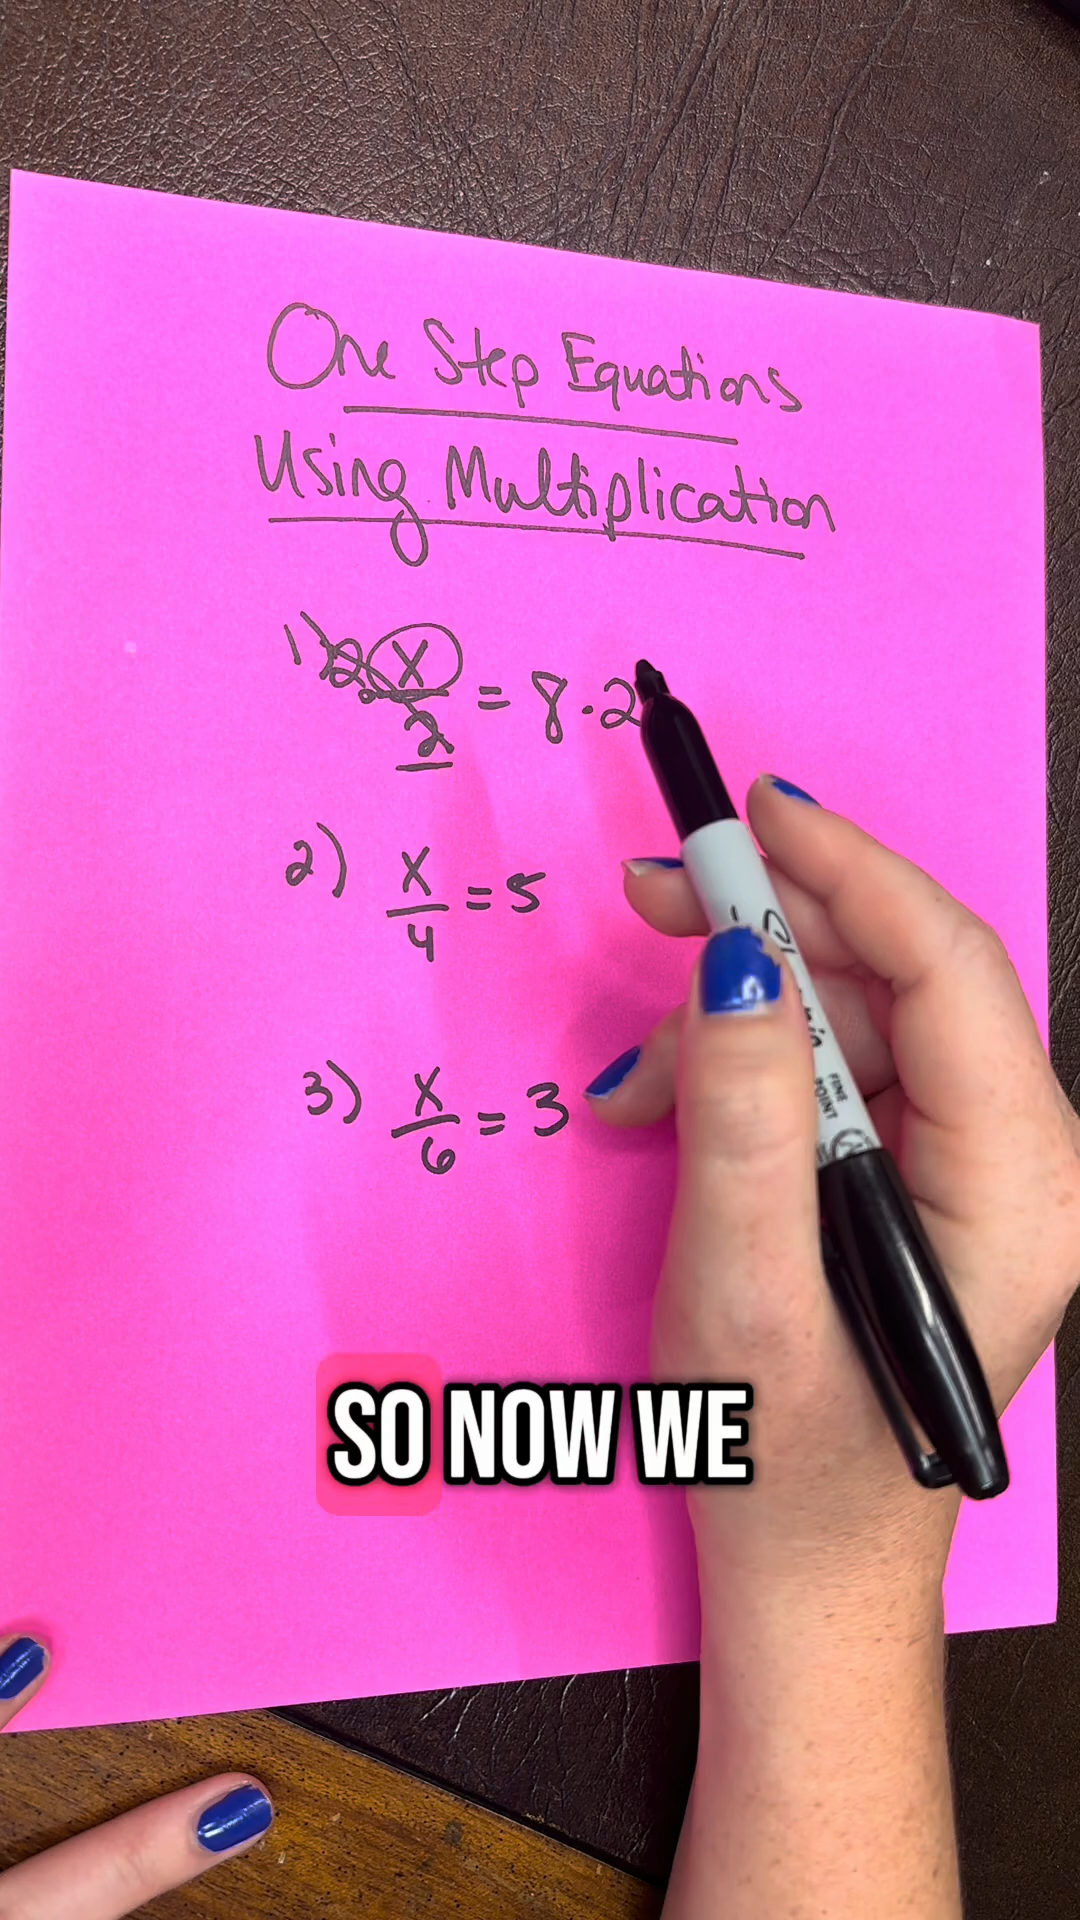 One Step Equations
Using Multiplication
1) 2 · x/2 = 8 · 2
2) x/4 = 5
3) x/6 = 3
FINE
POINT
SO NOW WE